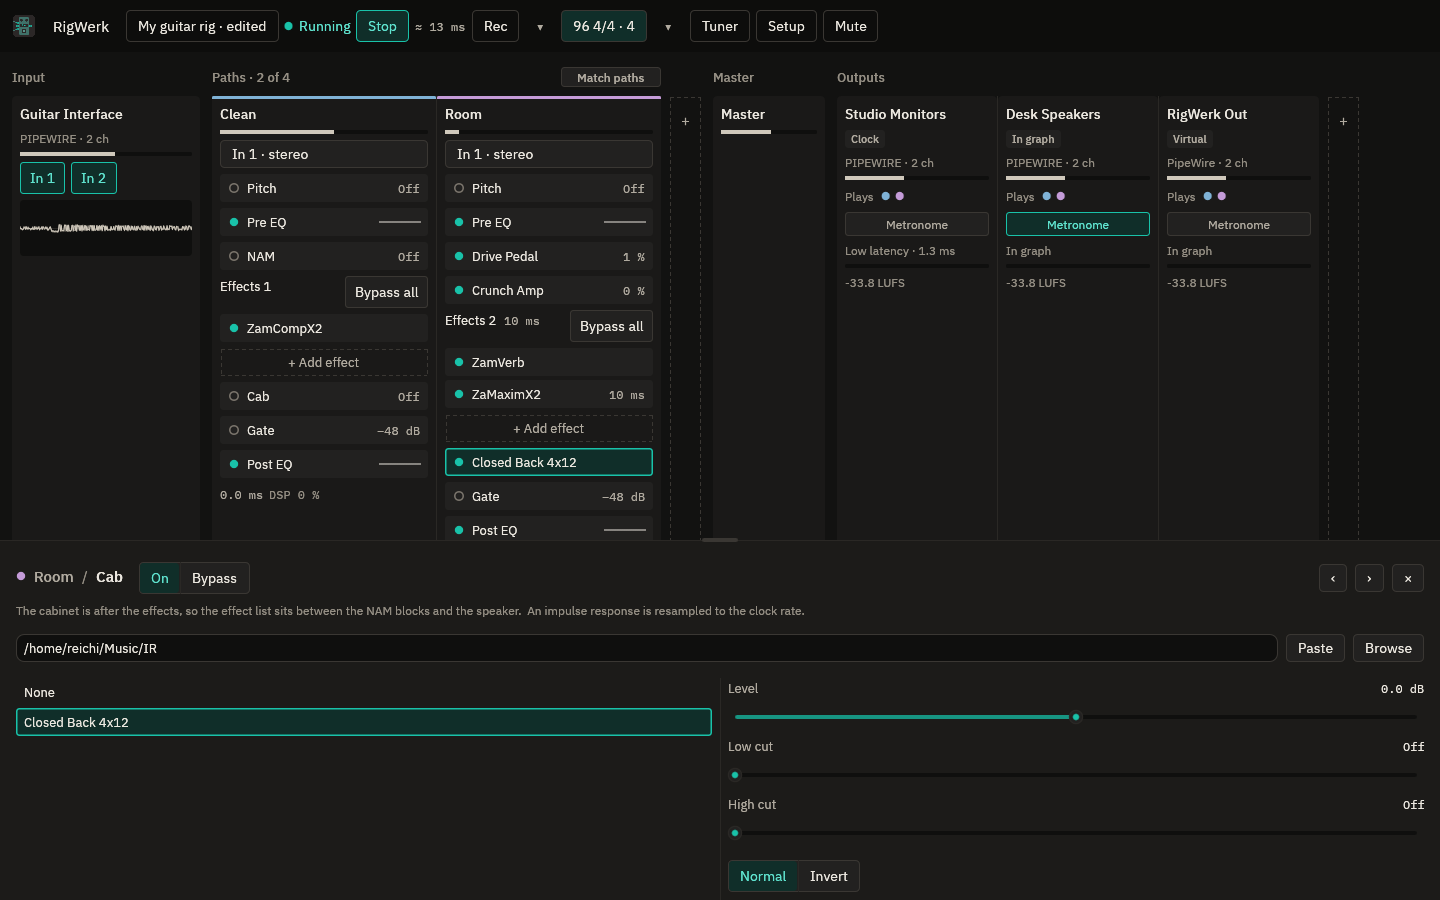 RigWerk My guitar rig · edited Running Stop ≈ 13 ms Rec ▾ 96 4/4 · 4 ▾ Tuner Setup Mute
Input
Guitar Interface
PIPEWIRE · 2 ch
In 1 In 2
Paths · 2 of 4 Match paths
Clean
In 1 · stereo
Pitch Off
Pre EQ
NAM Off
Effects 1 Bypass all
ZamCompX2
+ Add effect
Cab Off
Gate −48 dB
Post EQ
0.0 ms DSP 0 %
Room
In 1 · stereo
Pitch Off
Pre EQ
Drive Pedal 1 %
Crunch Amp 0 %
Effects 2 10 ms Bypass all
ZamVerb
ZaMaximX2 10 ms
+ Add effect
Closed Back 4x12
Gate −48 dB
Post EQ
+
Master
Master
Outputs
Studio Monitors
Clock
PIPEWIRE · 2 ch
Plays
Metronome
Low latency · 1.3 ms
-33.8 LUFS
Desk Speakers
In graph
PIPEWIRE · 2 ch
Plays
Metronome
In graph
-33.8 LUFS
RigWerk Out
Virtual
PipeWire · 2 ch
Plays
Metronome
In graph
-33.8 LUFS
+
Room / Cab On Bypass ‹ › ×
The cabinet is after the effects, so the effect list sits between the NAM blocks and the speaker. An impulse response is resampled to the clock rate.
/home/reichi/Music/IR Paste Browse
None
Closed Back 4x12
Level 0.0 dB
Low cut Off
High cut Off
Normal Invert